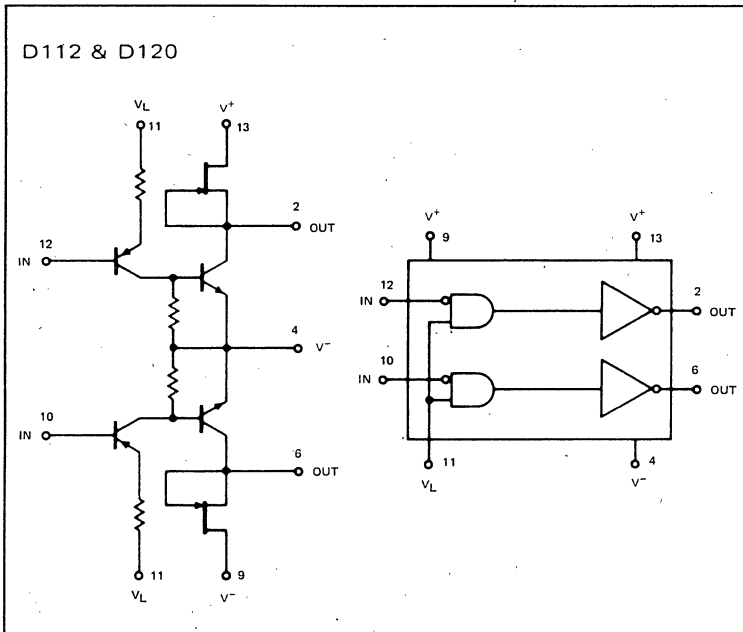 D112 & D120
VL
11
V+
13
2
OUT
12
IN
4
V-
10
IN
6
OUT
VL
11
9
V-
V+
9
V+
13
12
IN
2
OUT
10
IN
6
OUT
11
VL
4
V-